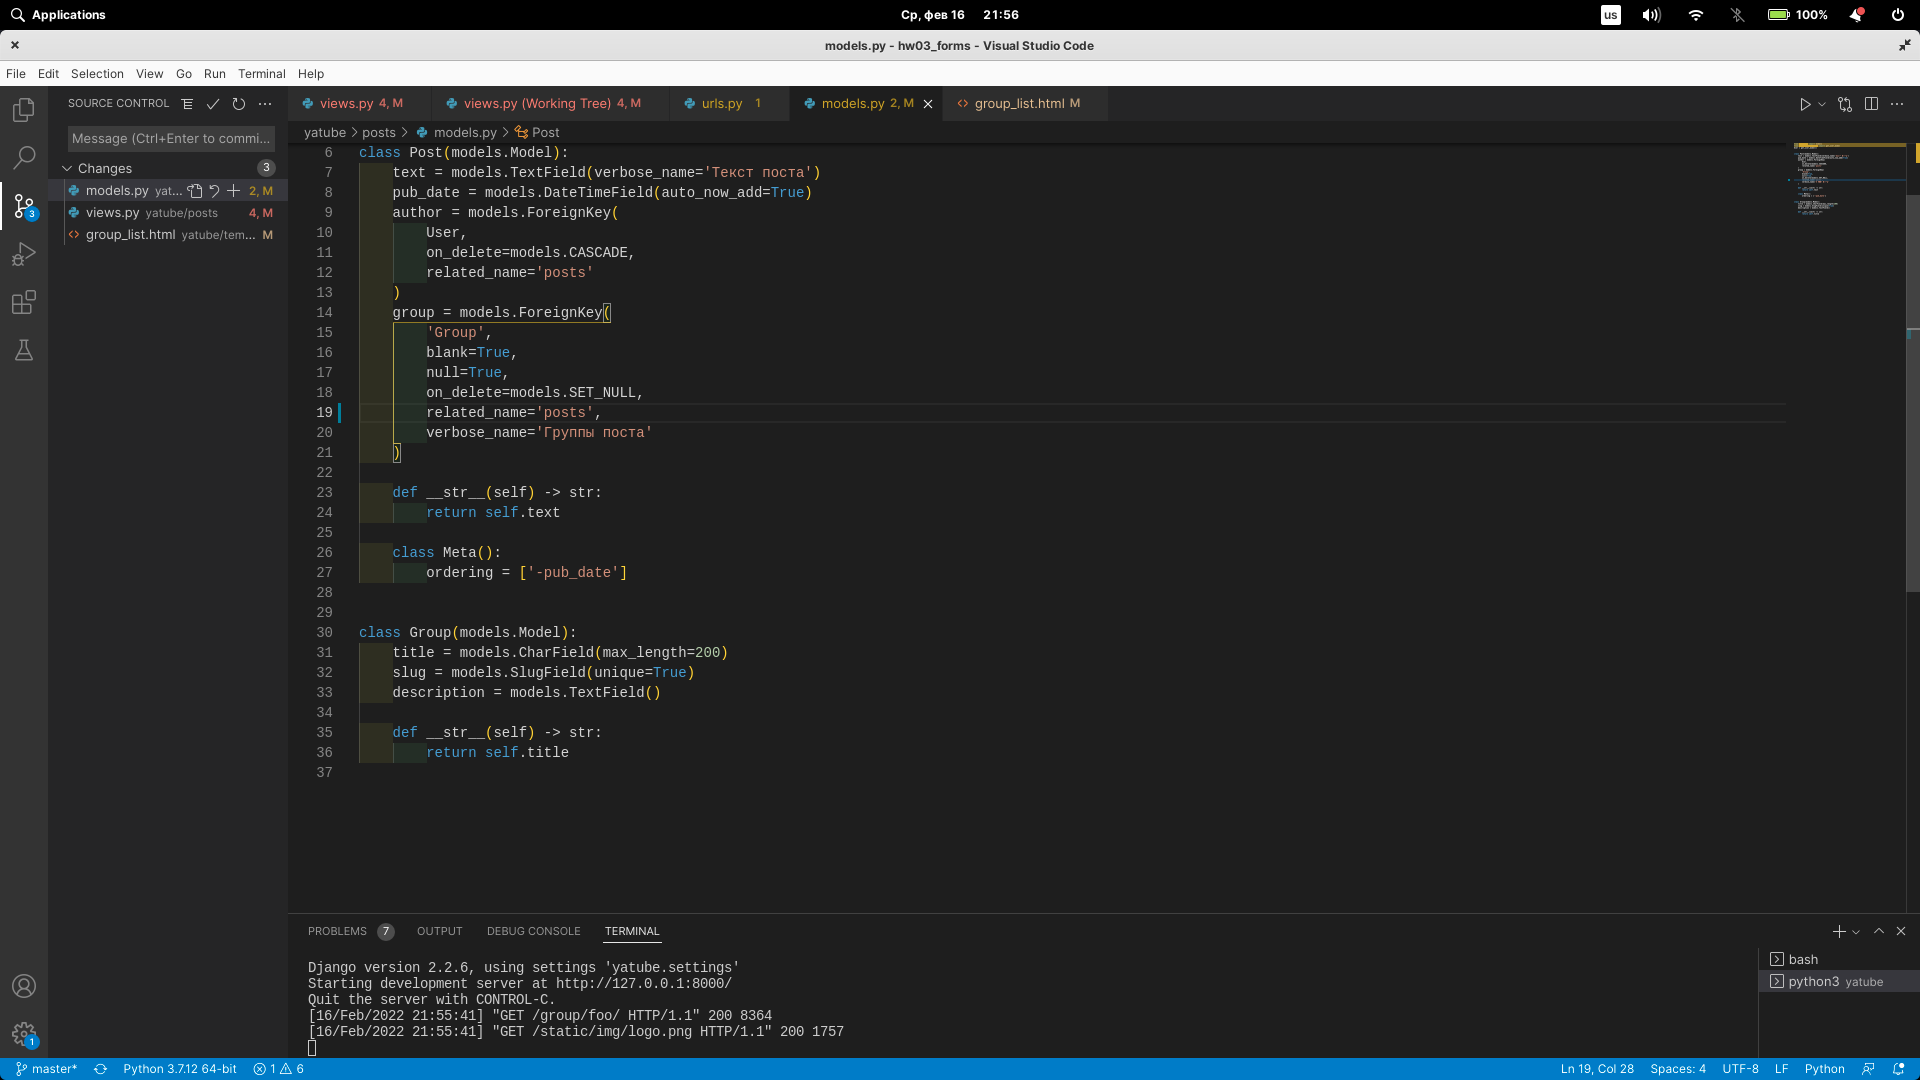 Applications
Ср, фев 16 21:56
us
100%
models.py - hw03_forms - Visual Studio Code
File Edit Selection View Go Run Terminal Help
SOURCE CONTROL
views.py 4, M
views.py (Working Tree) 4, M
urls.py 1
models.py 2, M
group_list.html M
Message (Ctrl+Enter to commi...
yatube > posts > models.py > Post
Changes 3
models.py yat... 2, M
views.py yatube/posts 4, M
group_list.html yatube/tem... M
3
6 class Post(models.Model):
7 text = models.TextField(verbose_name='Текст поста')
8 pub_date = models.DateTimeField(auto_now_add=True)
9 author = models.ForeignKey(
10 User,
11 on_delete=models.CASCADE,
12 related_name='posts'
13 )
14 group = models.ForeignKey(
15 'Group',
16 blank=True,
17 null=True,
18 on_delete=models.SET_NULL,
19 related_name='posts',
20 verbose_name='Группы поста'
21 )
22
23 def __str__(self) -> str:
24 return self.text
25
26 class Meta():
27 ordering = ['-pub_date']
28
29
30 class Group(models.Model):
31 title = models.CharField(max_length=200)
32 slug = models.SlugField(unique=True)
33 description = models.TextField()
34
35 def __str__(self) -> str:
36 return self.title
37
PROBLEMS 7 OUTPUT DEBUG CONSOLE TERMINAL
Django version 2.2.6, using settings 'yatube.settings'
Starting development server at http://127.0.0.1:8000/
Quit the server with CONTROL-C.
[16/Feb/2022 21:55:41] "GET /group/foo/ HTTP/1.1" 200 8364
[16/Feb/2022 21:55:41] "GET /static/img/logo.png HTTP/1.1" 200 1757
bash
python3 yatube
1
master* Python 3.7.12 64-bit 1 6
Ln 19, Col 28 Spaces: 4 UTF-8 LF Python